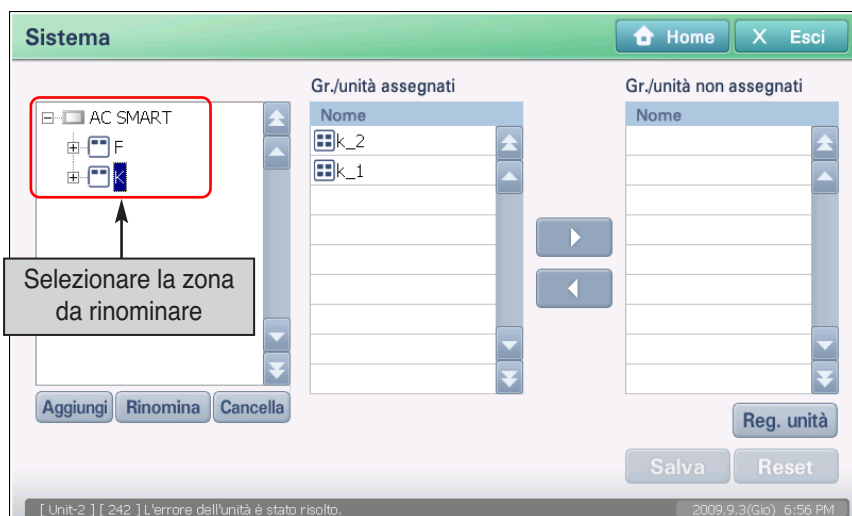 Sistema
Home
X Esci
Gr./unità assegnati
Gr./unità non assegnati
AC SMART
F
K
Nome
k_2
k_1
Nome
Selezionare la zona
da rinominare
Aggiungi
Rinomina
Cancella
Reg. unità
Salva
Reset
[ Unit-2 ] [ 242 ] L'errore dell'unità è stato risolto.
2009.9.3(Gio) 6:56 PM